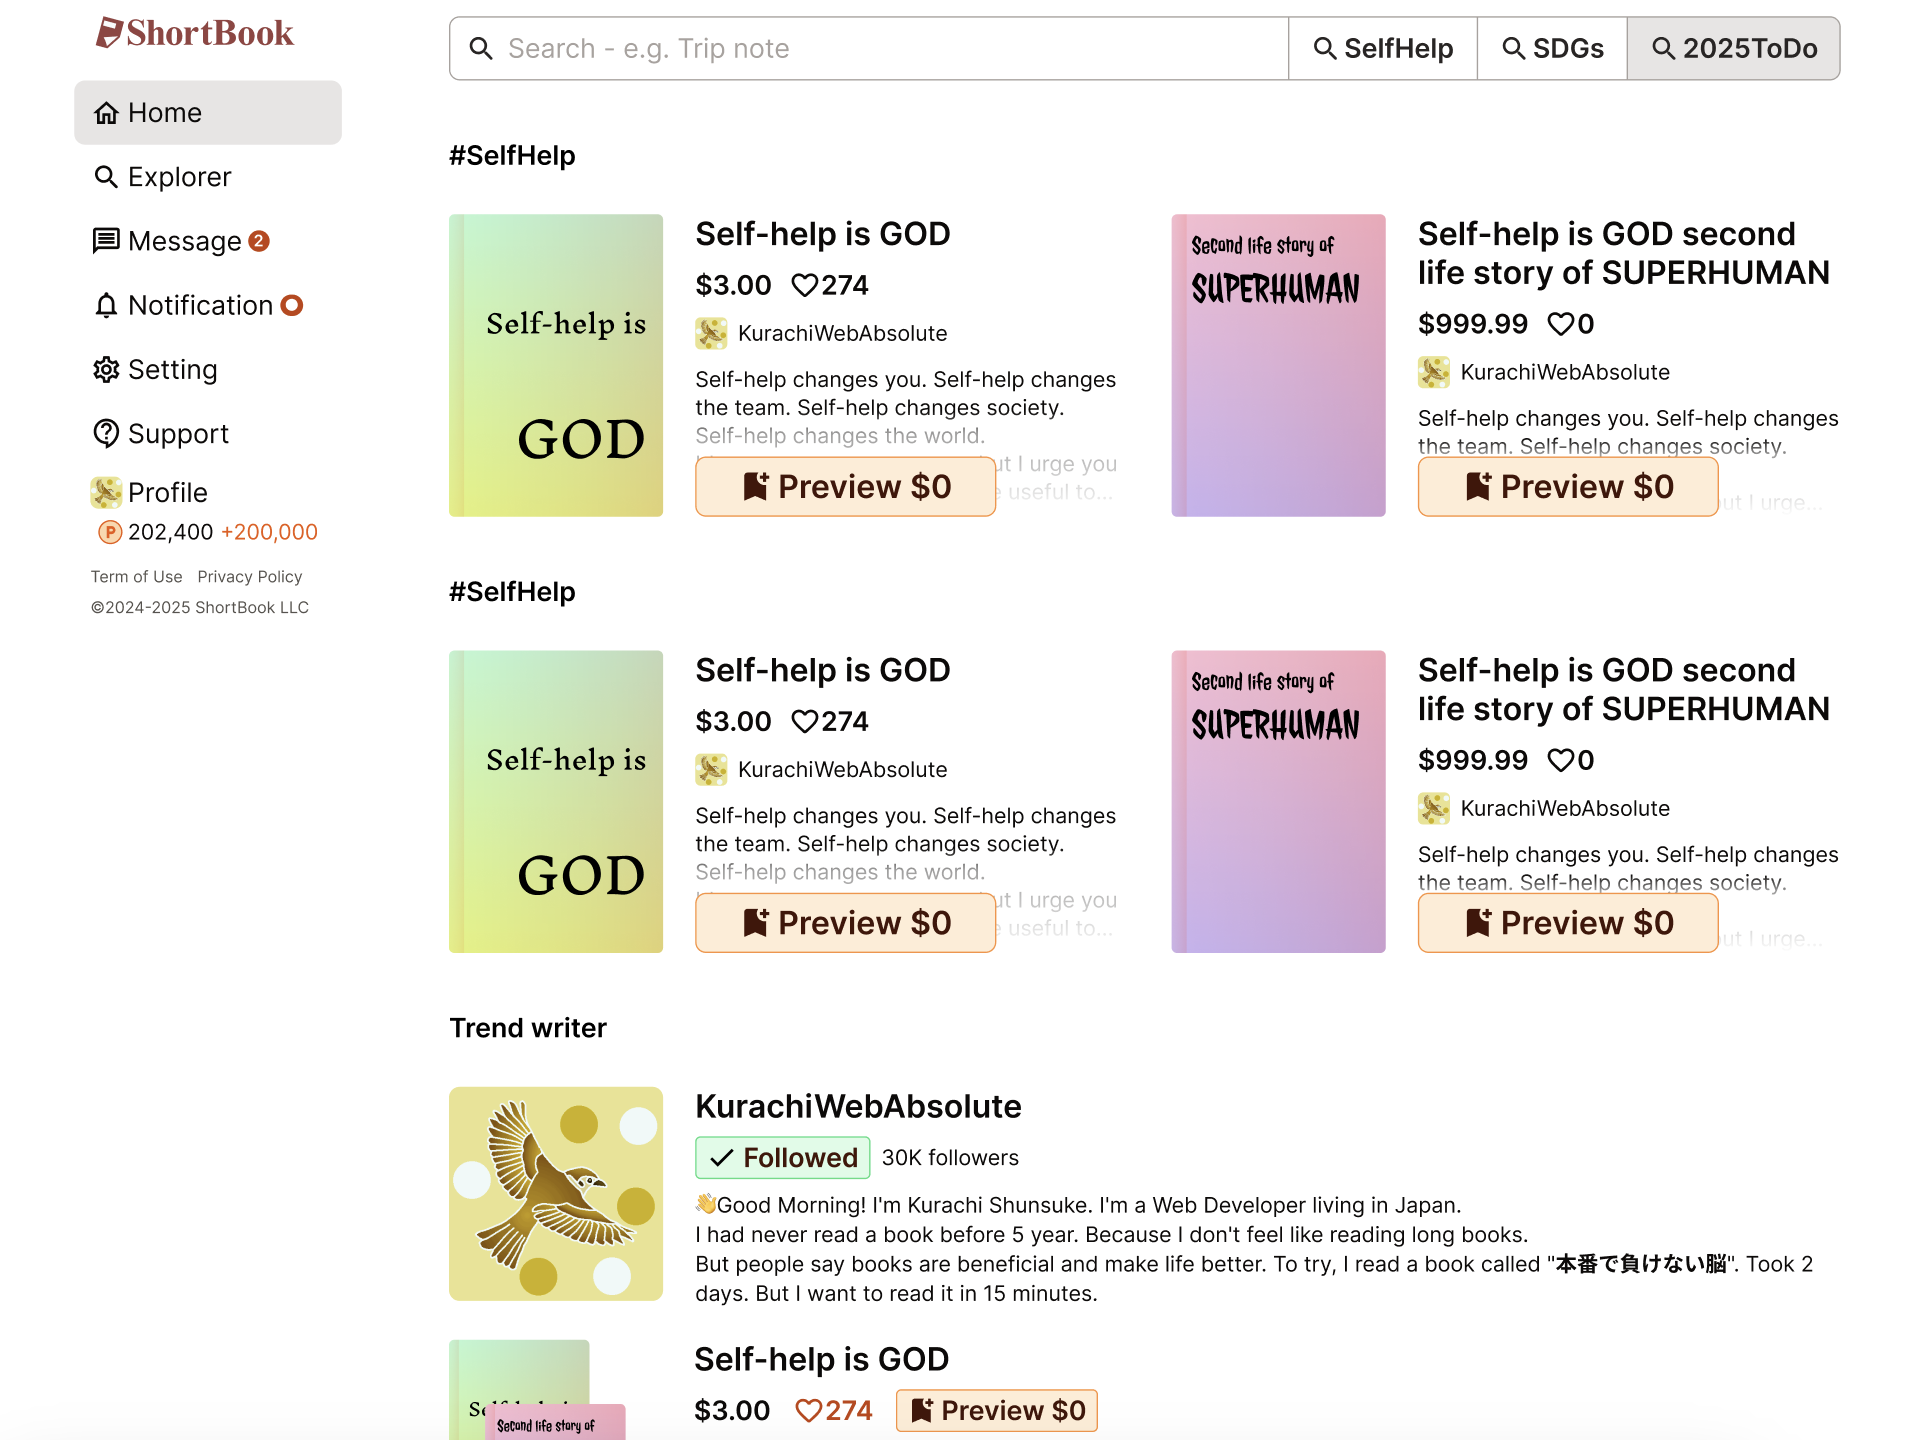 ShortBook
Home
Explorer
Message 2
Notification
Setting
Support
Profile
P 202,400 +200,000
Term of Use Privacy Policy
©2024-2025 ShortBook LLC
Search - e.g. Trip note
SelfHelp
SDGs
2025ToDo
#SelfHelp
Self-help is
GOD
Self-help is GOD
$3.00 274
KurachiWebAbsolute
Self-help changes you. Self-help changes
the team. Self-help changes society.
Self-help changes the world.
ut I urge you
useful to...
Preview $0
Second life story of
SUPERHUMAN
Self-help is GOD second
life story of SUPERHUMAN
$999.99 0
KurachiWebAbsolute
Self-help changes you. Self-help changes
the team. Self-help changes society.
ut I urge...
Preview $0
#SelfHelp
Self-help is
GOD
Self-help is GOD
$3.00 274
KurachiWebAbsolute
Self-help changes you. Self-help changes
the team. Self-help changes society.
Self-help changes the world.
ut I urge you
useful to...
Preview $0
Second life story of
SUPERHUMAN
Self-help is GOD second
life story of SUPERHUMAN
$999.99 0
KurachiWebAbsolute
Self-help changes you. Self-help changes
the team. Self-help changes society.
ut I urge...
Preview $0
Trend writer
KurachiWebAbsolute
Followed 30K followers
👋Good Morning! I'm Kurachi Shunsuke. I'm a Web Developer living in Japan.
I had never read a book before 5 year. Because I don't feel like reading long books.
But people say books are beneficial and make life better. To try, I read a book called "本番で負けない脳". Took 2
days. But I want to read it in 15 minutes.
Second life story of
Self-help is GOD
$3.00 274 Preview $0